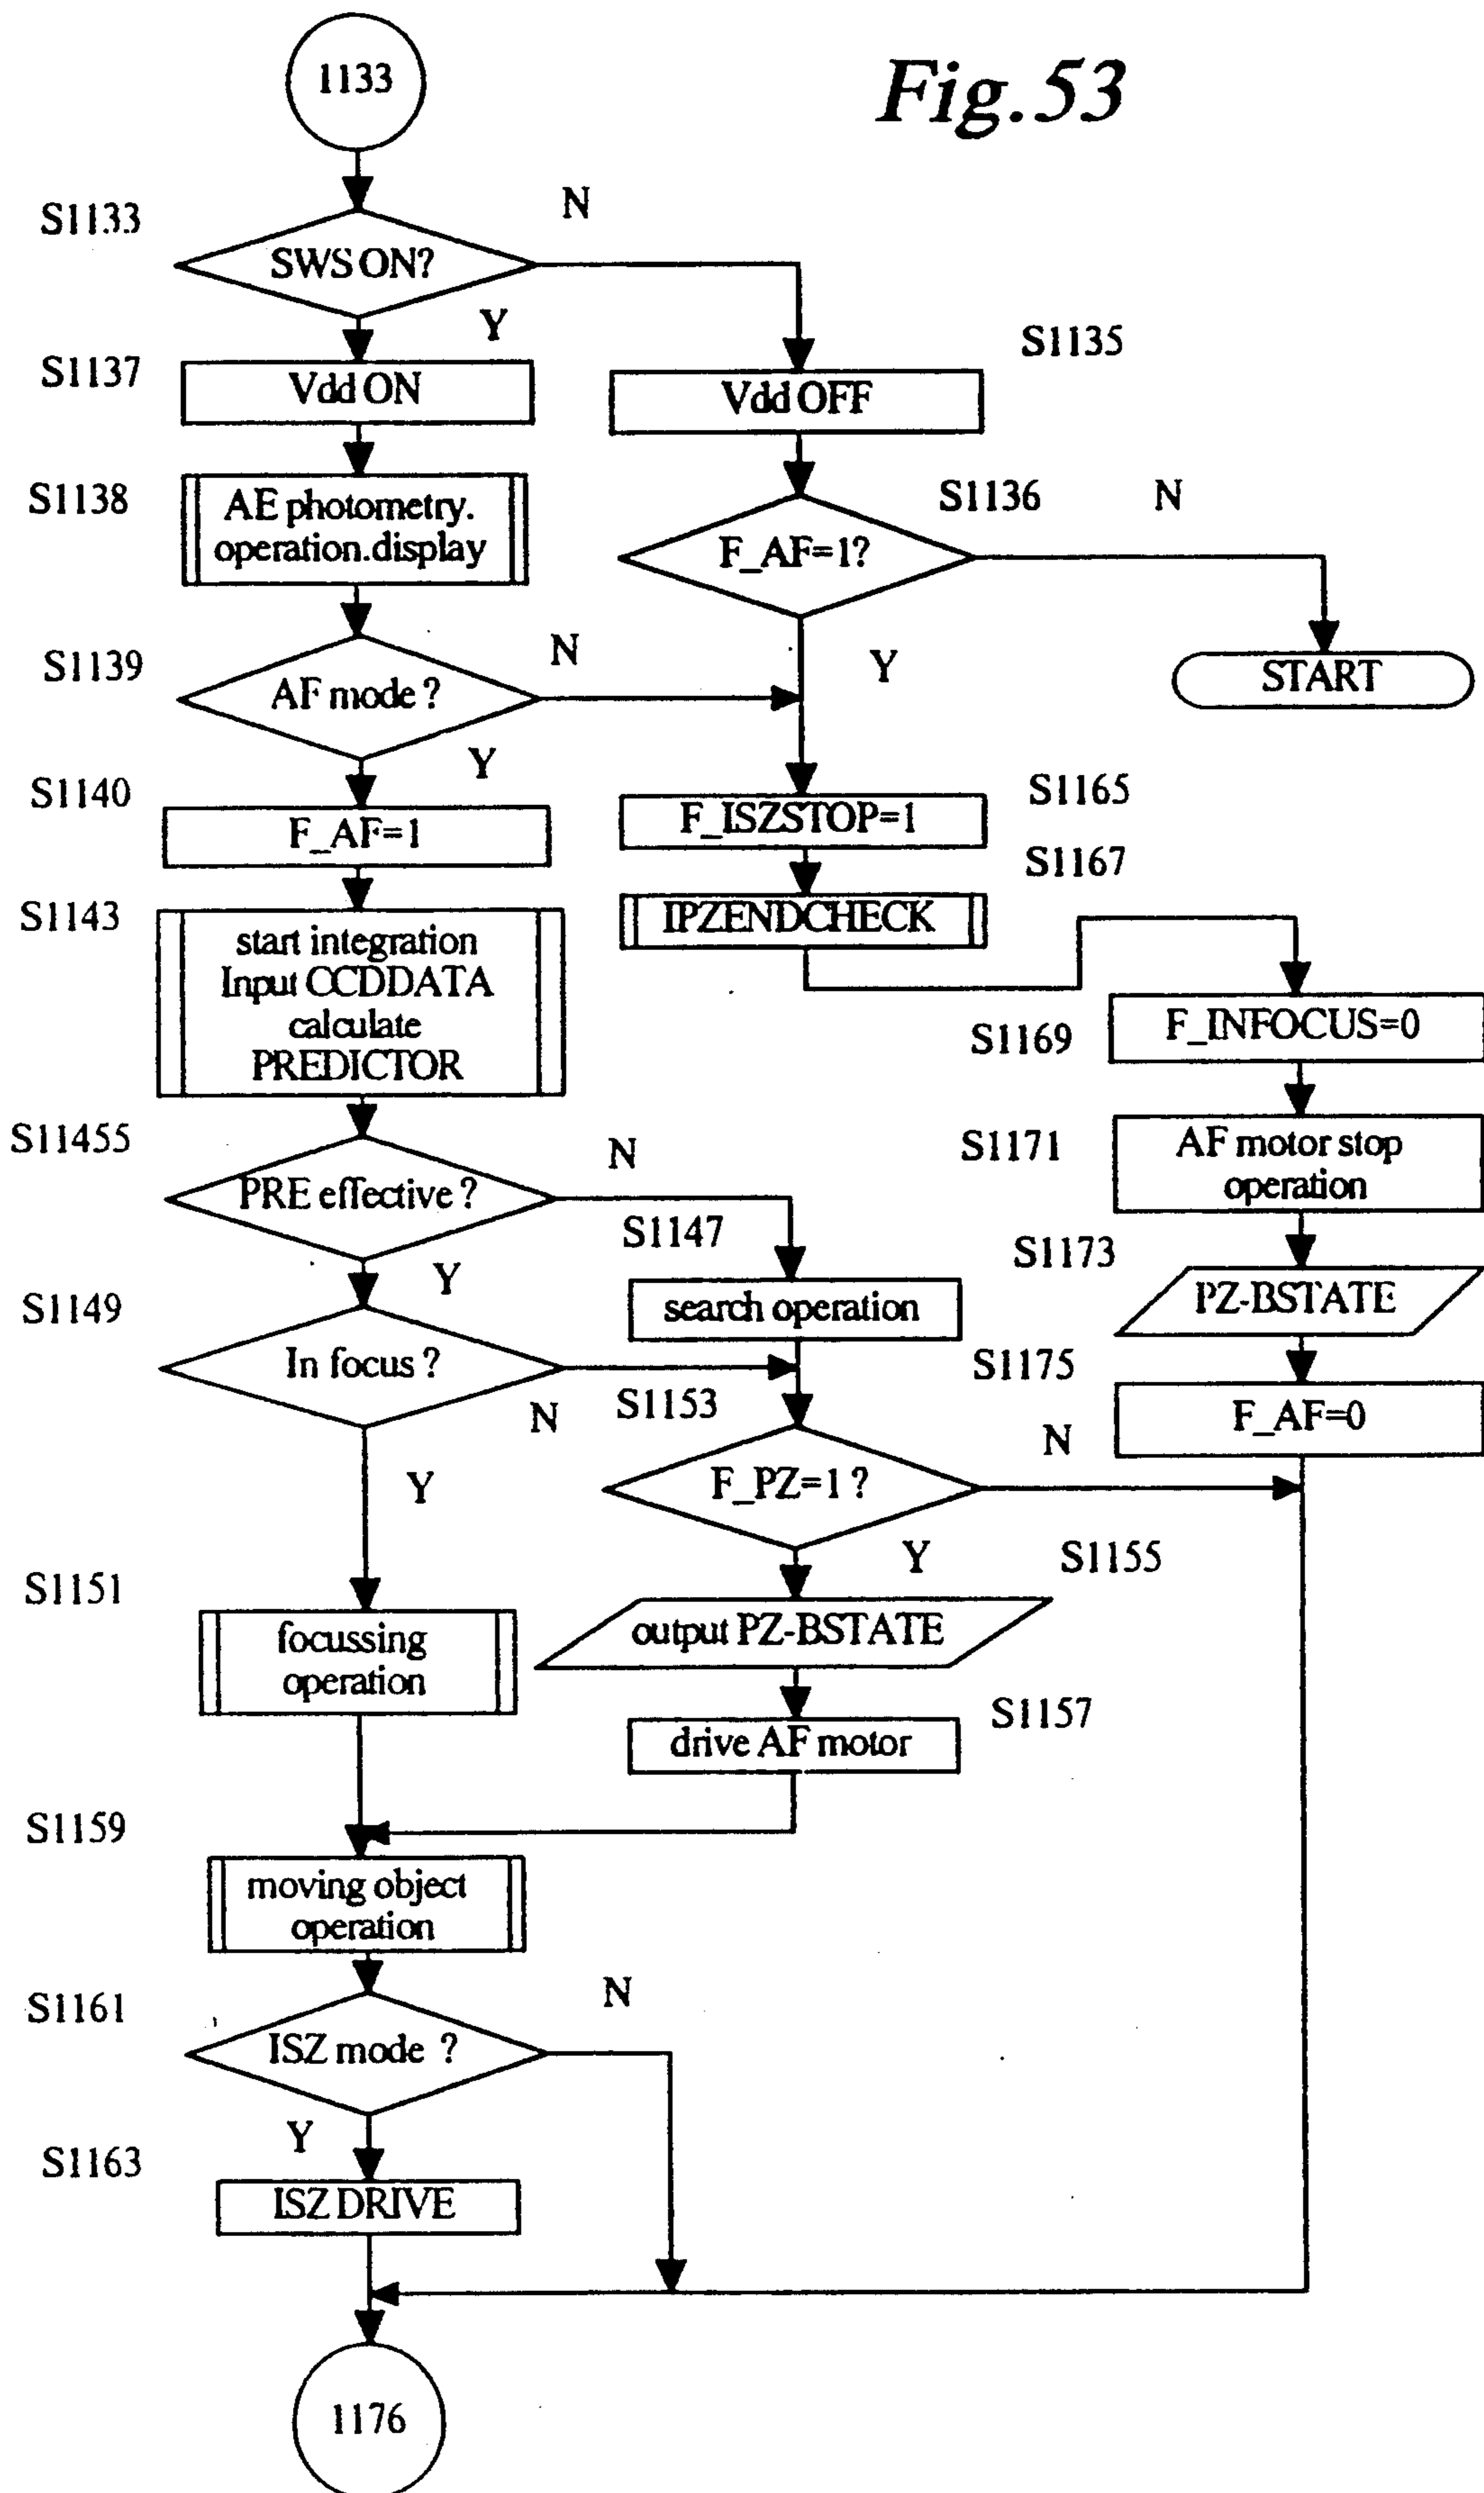 Fig.53
1133
S1133
SWS ON?
N
Y
S1137
Vdd ON
S1135
Vdd OFF
S1138
AE photometry.
operation.display
S1136
F_AF=1?
N
Y
START
S1139
AF mode ?
N
Y
S1140
F_AF=1
S1165
F_ISZSTOP=1
S1167
IPZENDCHECK
S1143
start integration
Input CCDDATA
calculate
PREDICTOR
S1169
F_INFOCUS=0
S1171
AF motor stop
operation
S11455
PRE effective ?
N
Y
S1147
search operation
S1173
PZ-BSTATE
S1149
In focus ?
N
Y
S1175
F_AF=0
S1153
F_PZ=1 ?
N
Y
S1155
output PZ-BSTATE
S1151
focussing
operation
S1157
drive AF motor
S1159
moving object
operation
S1161
ISZ mode ?
N
Y
S1163
ISZ DRIVE
1176